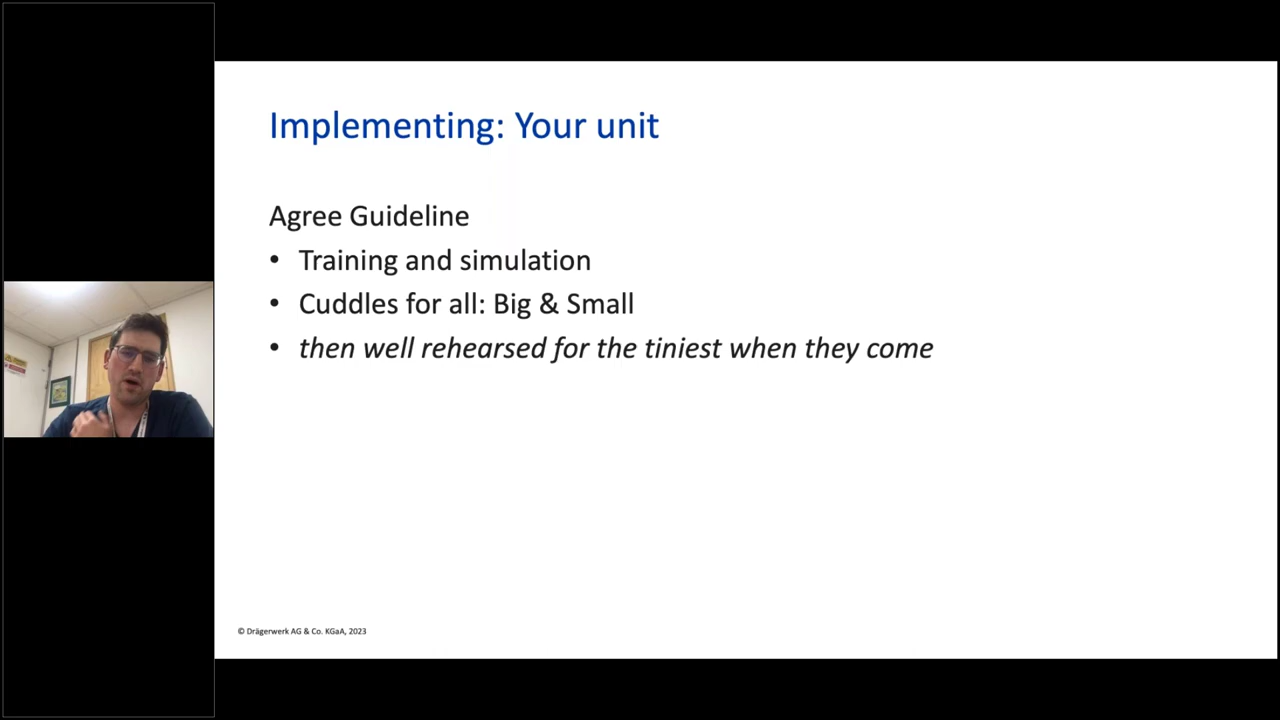 Implementing: Your unit
Agree Guideline
• Training and simulation
• Cuddles for all: Big & Small
• then well rehearsed for the tiniest when they come
© Drägerwerk AG & Co. KGaA, 2023